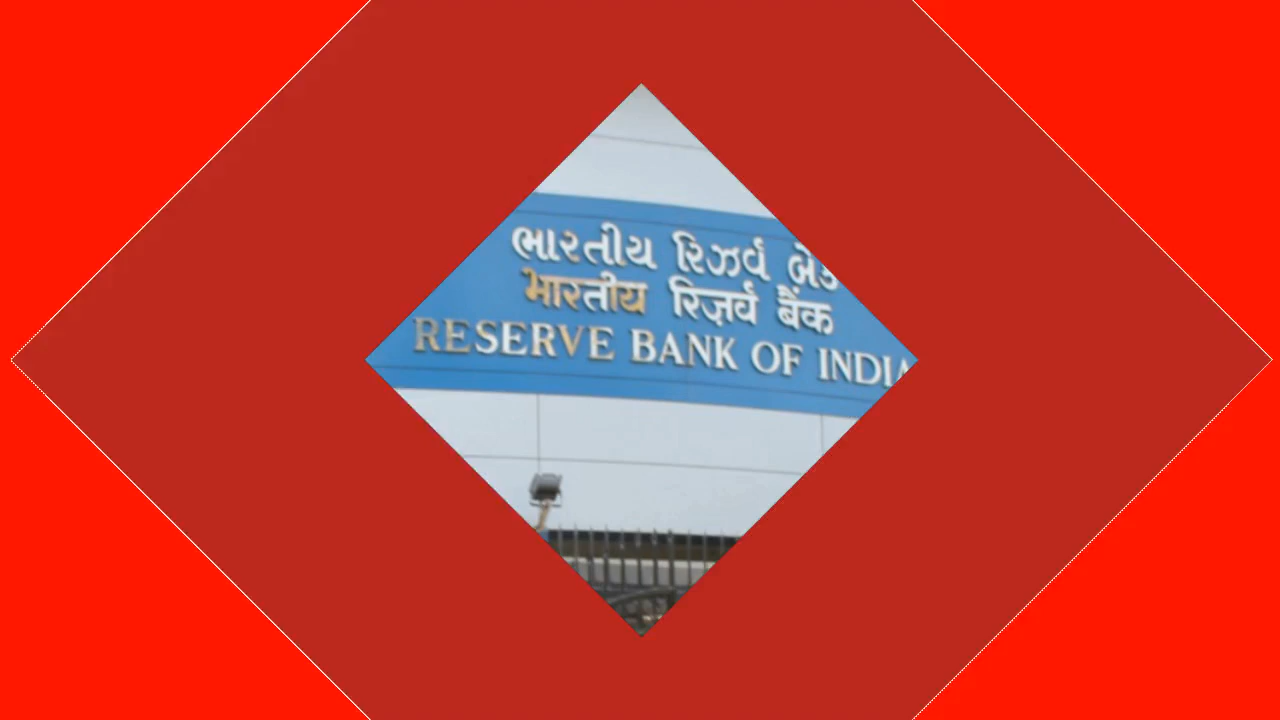 ભારતીય રિઝર્વ બેંક
भारतीय रिज़र्व बैंक
RESERVE BANK OF INDIA